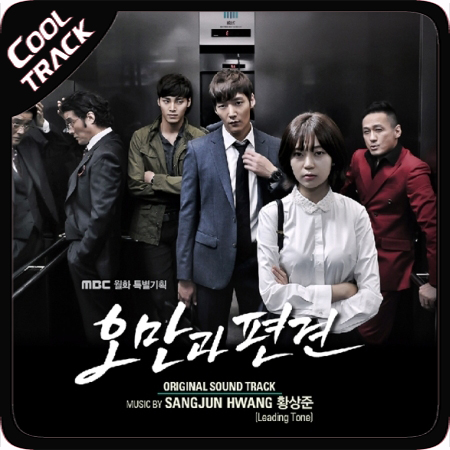 COOL
TRACK
MBC 월화 특별기획
오만과 편견
ORIGINAL SOUND TRACK
MUSIC BY SANGJUN HWANG 황상준
(Leading Tone)